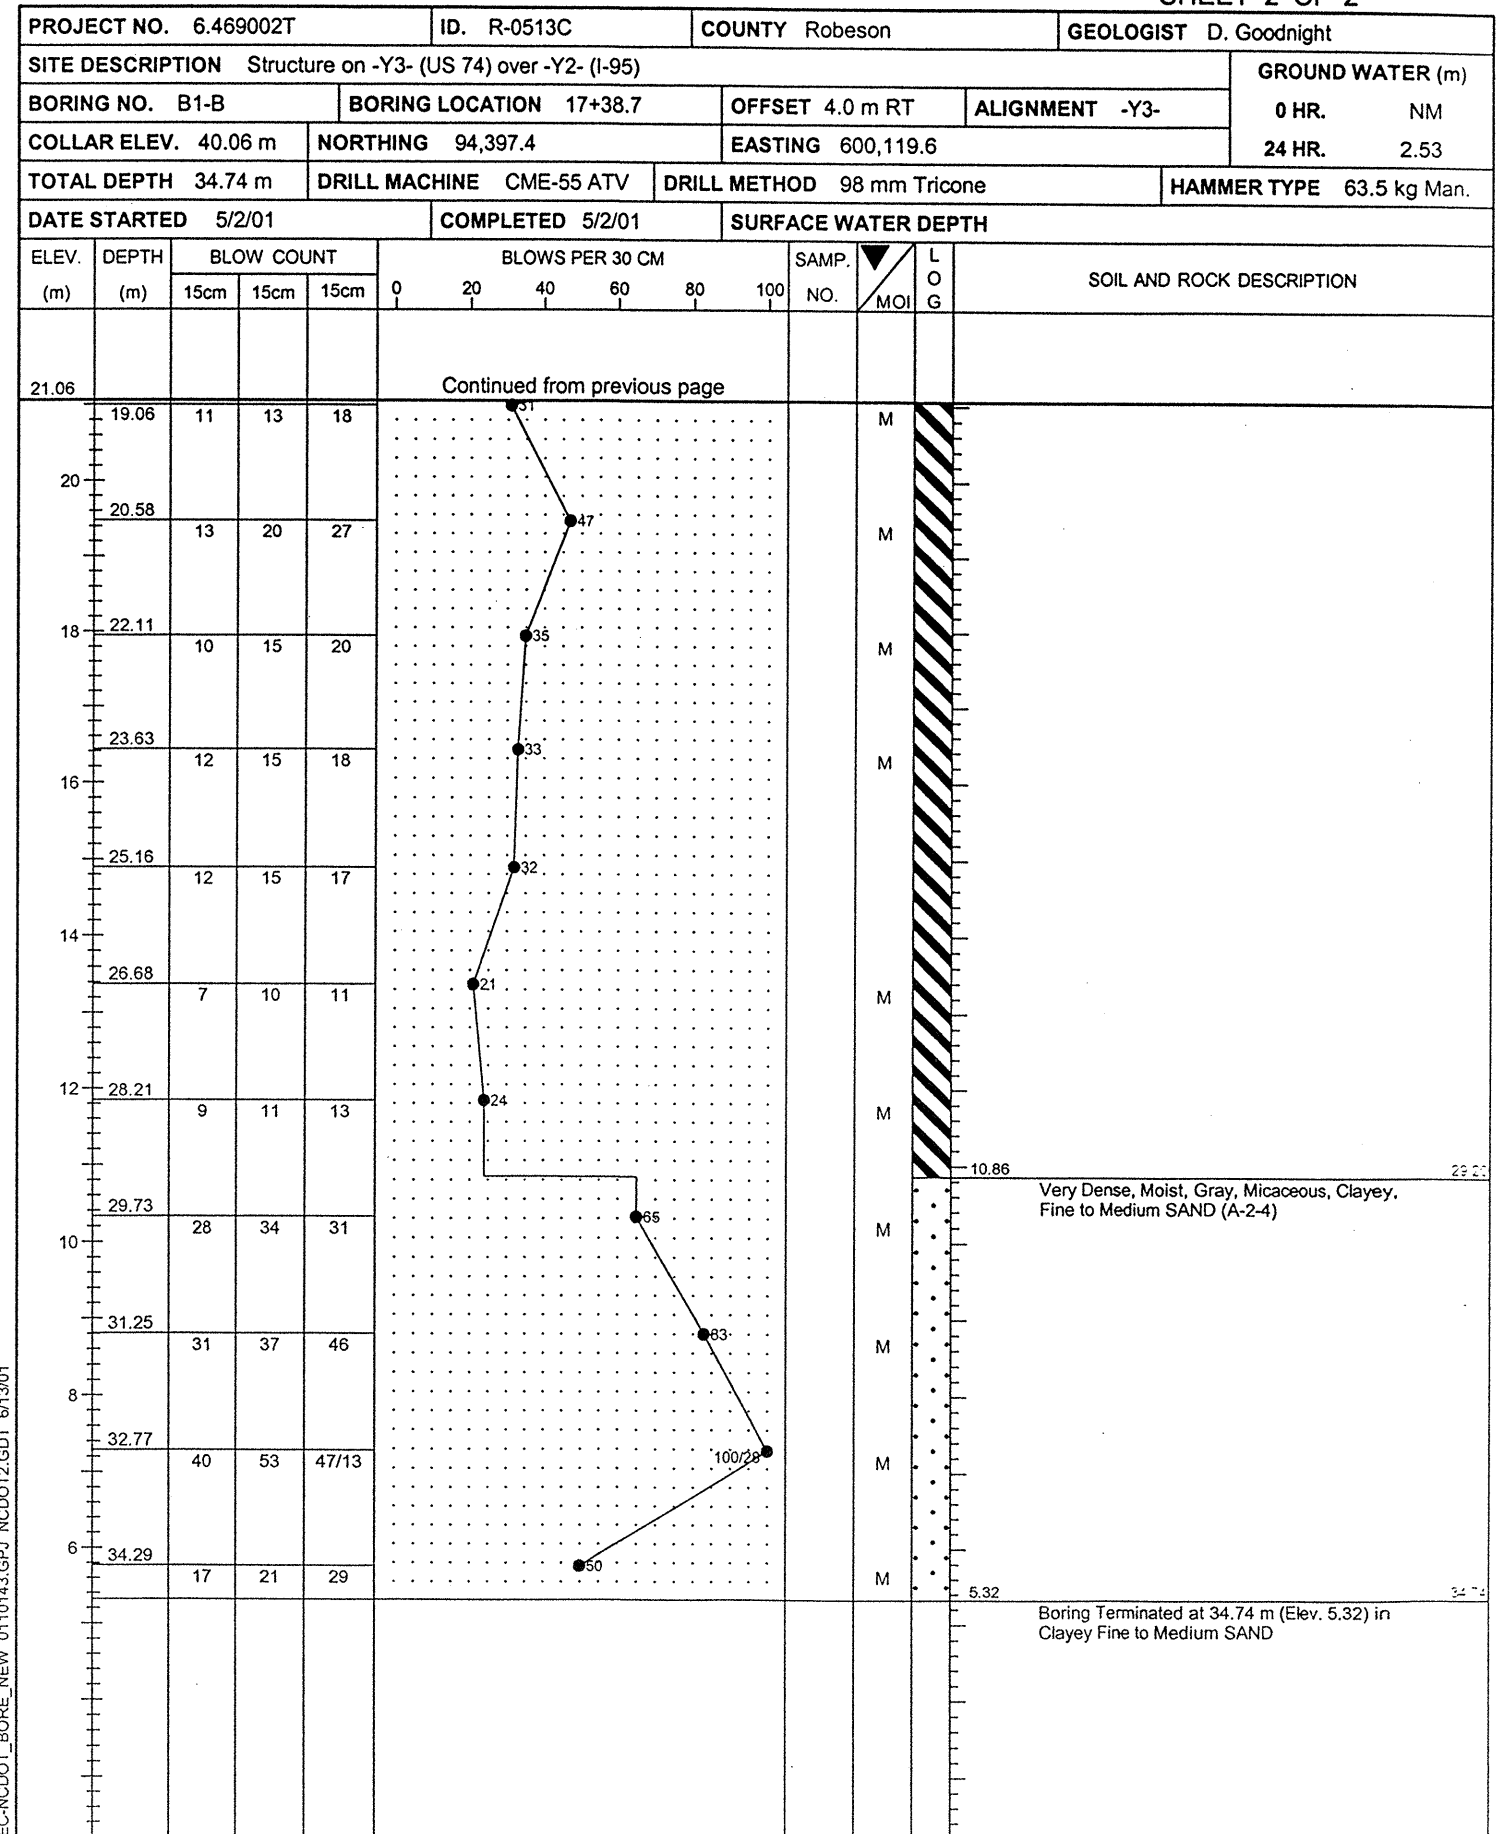 PROJECT NO. 6.469002T ID. R-0513C COUNTY Robeson GEOLOGIST D. Goodnight
SITE DESCRIPTION Structure on -Y3- (US 74) over -Y2- (I-95) GROUND WATER (m)
BORING NO. B1-B BORING LOCATION 17+38.7 OFFSET 4.0 m RT ALIGNMENT -Y3- 0 HR. NM
COLLAR ELEV. 40.06 m NORTHING 94,397.4 EASTING 600,119.6 24 HR. 2.53
TOTAL DEPTH 34.74 m DRILL MACHINE CME-55 ATV DRILL METHOD 98 mm Tricone HAMMER TYPE 63.5 kg Man.
DATE STARTED 5/2/01 COMPLETED 5/2/01 SURFACE WATER DEPTH
ELEV. DEPTH BLOW COUNT BLOWS PER 30 CM SAMP. L
(m) (m) 15cm 15cm 15cm 0 20 40 60 80 100 NO. MOI O G SOIL AND ROCK DESCRIPTION
21.06 Continued from previous page
31
19.06 11 13 18 M
20
20.58 47
13 20 27 M
18 22.11 35
10 15 20 M
23.63 33
12 15 18 M
16
25.16 32
12 15 17
14
26.68 21
7 10 11 M
12 28.21 24
9 11 13 M
10.86 29.20
Very Dense, Moist, Gray, Micaceous, Clayey,
Fine to Medium SAND (A-2-4)
29.73 65
28 34 31 M
10
31.25 83
31 37 46 M
8
32.77 100/28
40 53 47/13 M
6 34.29 50
17 21 29 M
5.32 34.74
Boring Terminated at 34.74 m (Elev. 5.32) in
Clayey Fine to Medium SAND